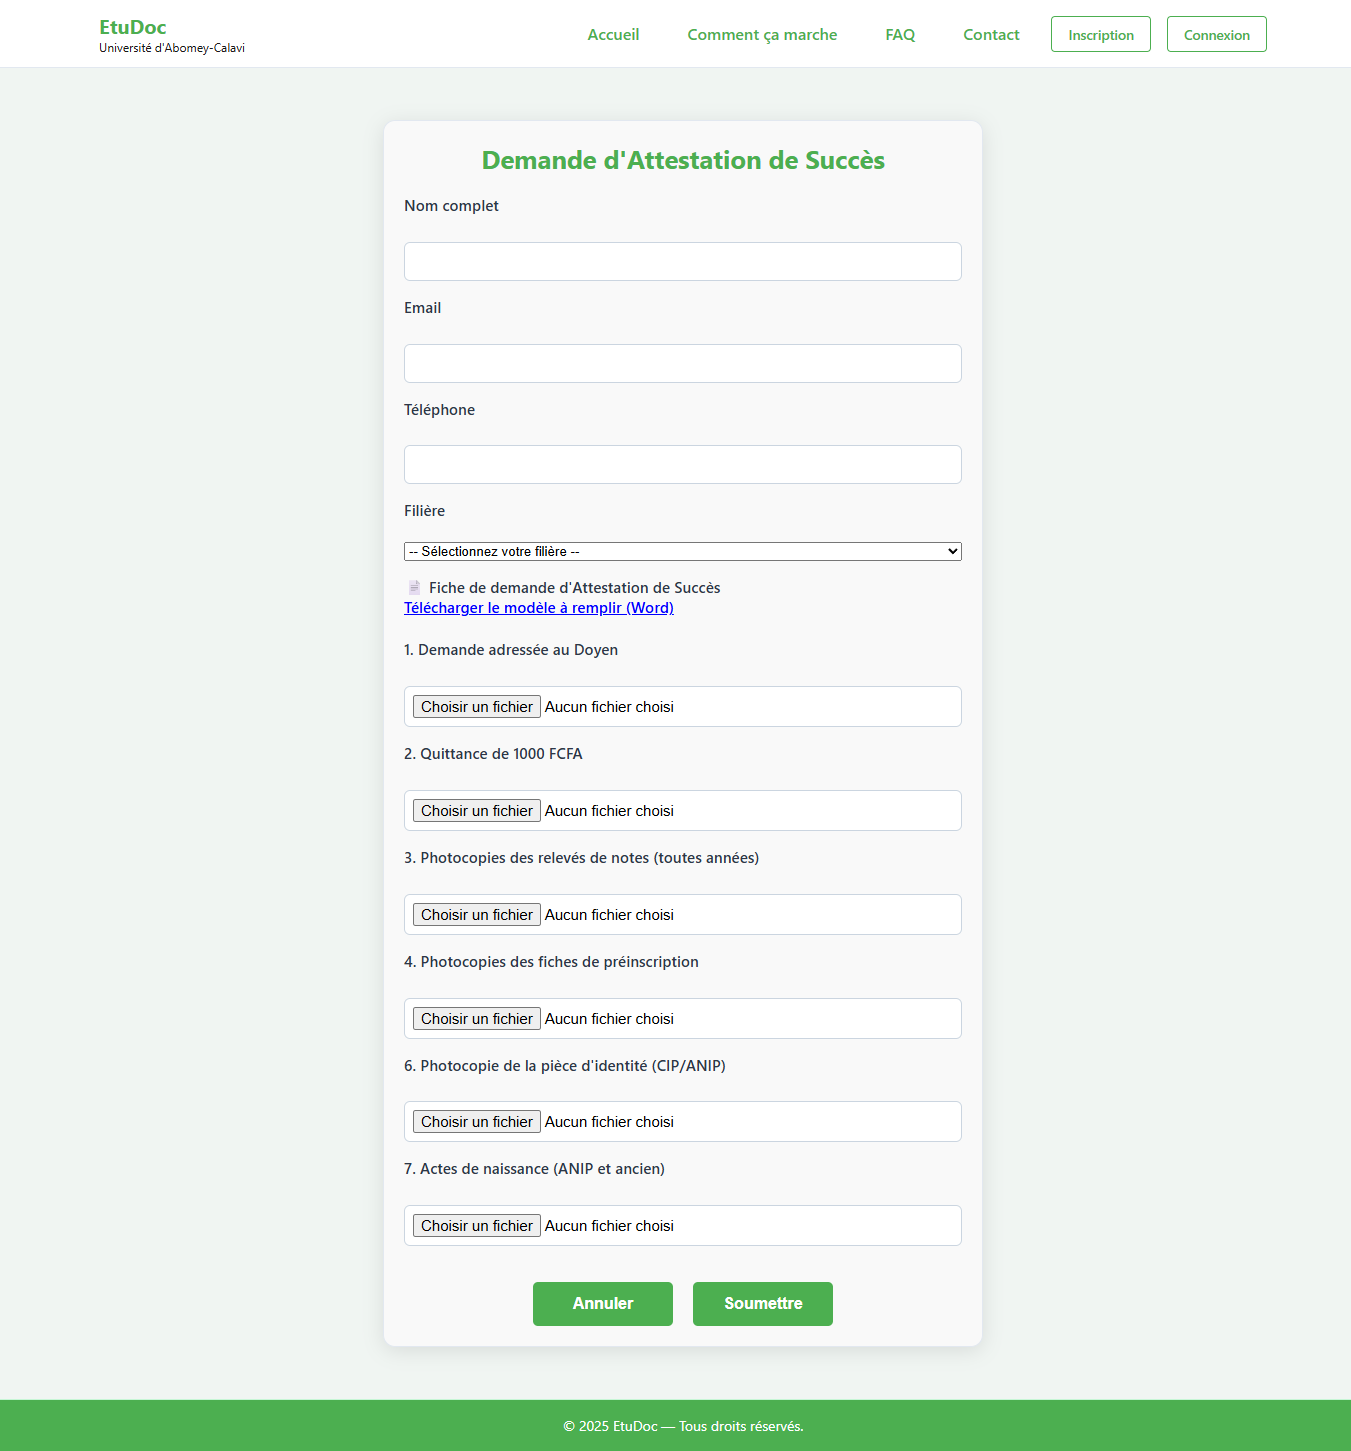 EtuDoc
Université d'Abomey-Calavi
Accueil
Comment ça marche
FAQ
Contact
Inscription
Connexion
Demande d'Attestation de Succès
Nom complet
Email
Téléphone
Filière
-- Sélectionnez votre filière --
Fiche de demande d'Attestation de Succès
Télécharger le modèle à remplir (Word)
1. Demande adressée au Doyen
Choisir un fichier Aucun fichier choisi
2. Quittance de 1000 FCFA
Choisir un fichier Aucun fichier choisi
3. Photocopies des relevés de notes (toutes années)
Choisir un fichier Aucun fichier choisi
4. Photocopies des fiches de préinscription
Choisir un fichier Aucun fichier choisi
6. Photocopie de la pièce d'identité (CIP/ANIP)
Choisir un fichier Aucun fichier choisi
7. Actes de naissance (ANIP et ancien)
Choisir un fichier Aucun fichier choisi
Annuler
Soumettre
© 2025 EtuDoc — Tous droits réservés.